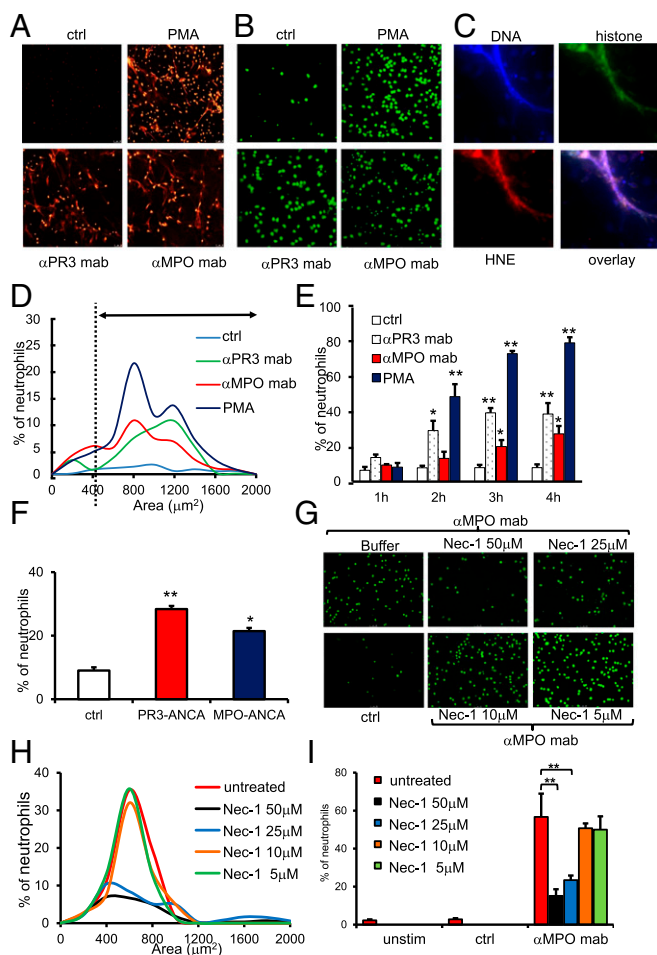 A
ctrl
PMA
αPR3 mab
αMPO mab
B
ctrl
PMA
αPR3 mab
αMPO mab
C
DNA
histone
HNE
overlay
D
% of neutrophils
30
25
20
15
10
5
0
0 400 800 1200 1600 2000
Area (μm²)
ctrl
αPR3 mab
αMPO mab
PMA
E
% of neutrophils
100
80
60
40
20
0
ctrl
αPR3 mab
αMPO mab
PMA
* ** ** * ** ** * **
1h 2h 3h 4h
F
% of neutrophils
40
20
0
** *
ctrl PR3-ANCA MPO-ANCA
G
αMPO mab
Buffer Nec-1 50μM Nec-1 25μM
ctrl Nec-1 10μM Nec-1 5μM
αMPO mab
H
% of neutrophils
40
30
20
10
0
0 400 800 1200 1600 2000
Area (μm²)
untreated
Nec-1 50μM
Nec-1 25μM
Nec-1 10μM
Nec-1 5μM
I
% of neutrophils
80
60
40
20
0
untreated
Nec-1 50μM
Nec-1 25μM
Nec-1 10μM
Nec-1 5μM
**
**
unstim ctrl αMPO mab